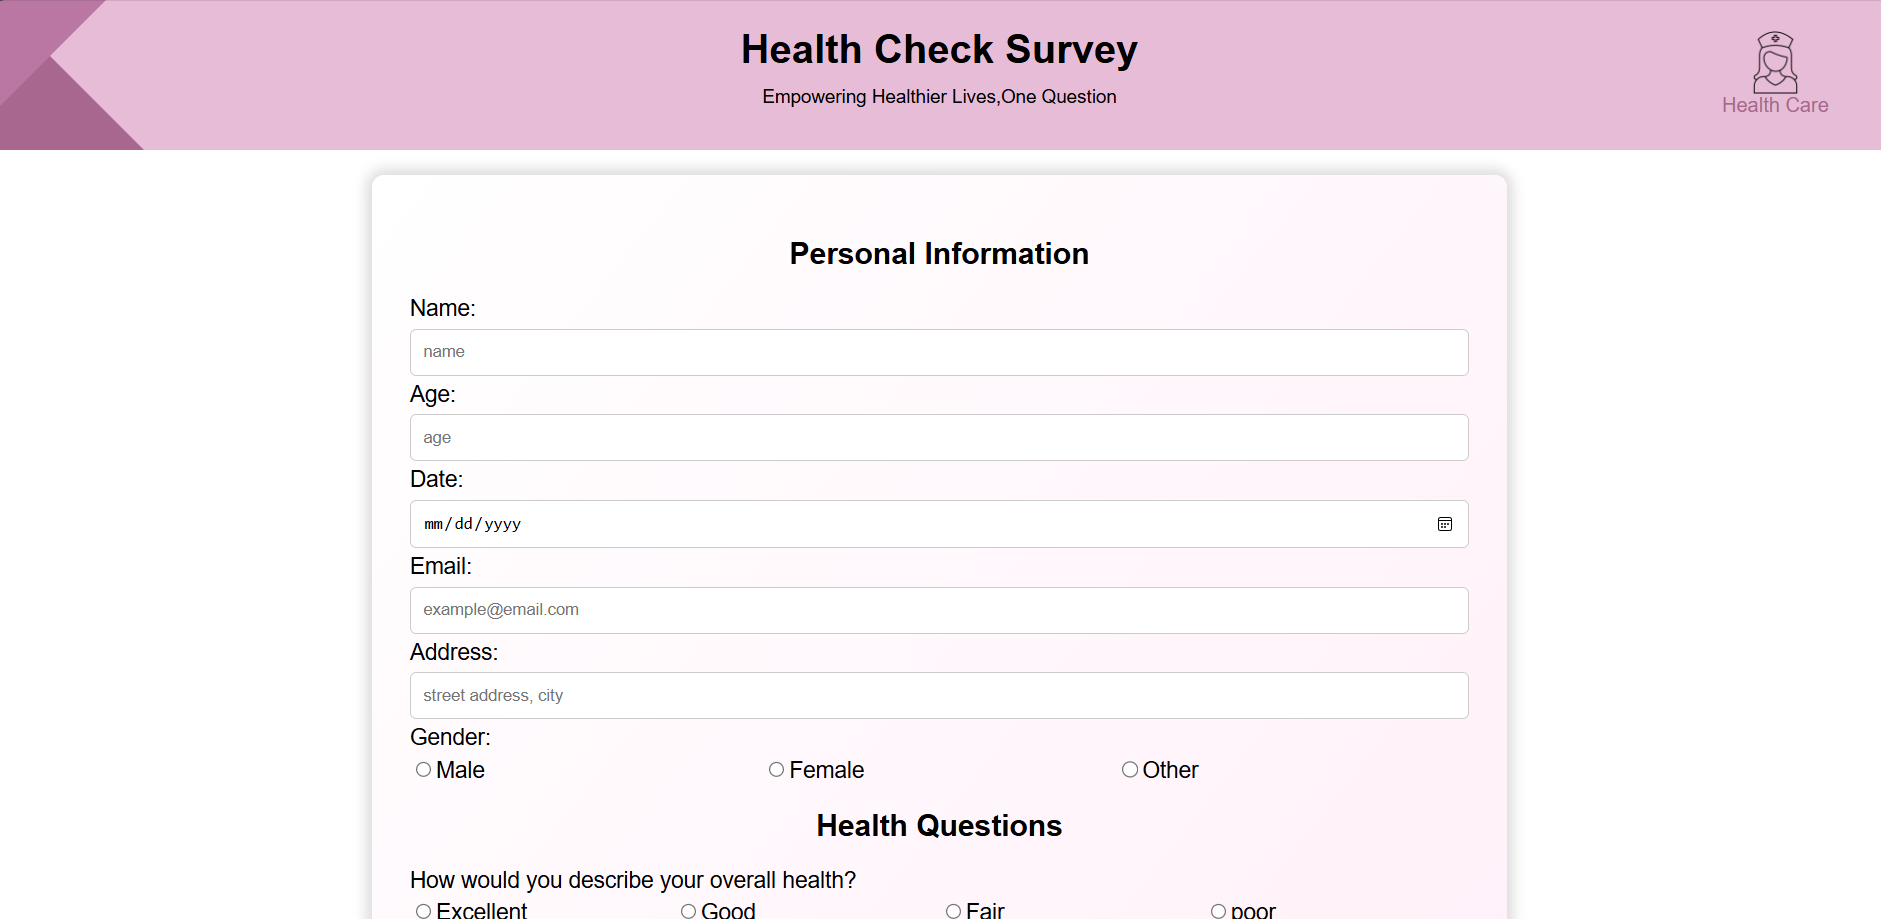 Health Check Survey
Empowering Healthier Lives,One Question
Health Care
Personal Information
Name:
name
Age:
age
Date:
mm/dd/yyyy
Email:
example@email.com
Address:
street address, city
Gender:
Male Female Other
Health Questions
How would you describe your overall health?
Excellent Good Fair poor